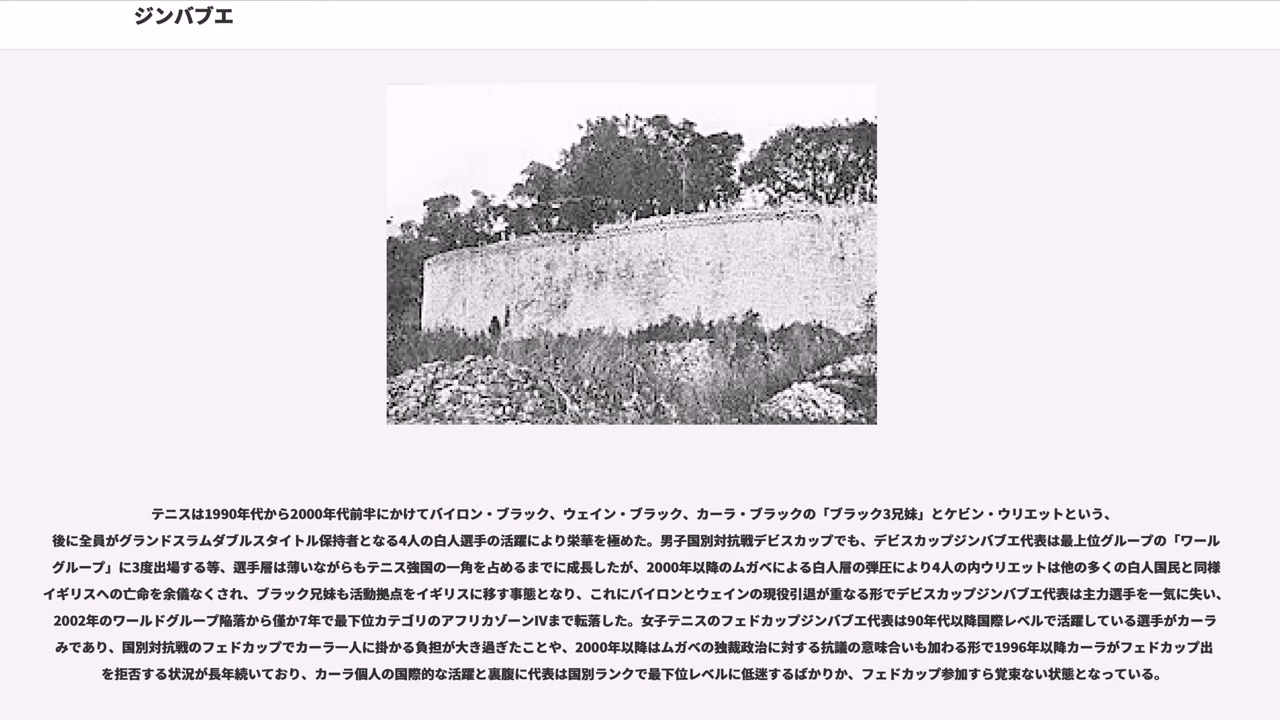 ジンバブエ
テニスは1990年代から2000年代前半にかけてバイロン・ブラック、ウェイン・ブラック、カーラ・ブラックの「ブラック3兄妹」とケビン・ウリエットという、
後に全員がグランドスラムダブルスタイトル保持者となる4人の白人選手の活躍により栄華を極めた。男子国別対抗戦デビスカップでも、デビスカップジンバブエ代表は最上位グループの「ワール
グループ」に3度出場する等、選手層は薄いながらもテニス強国の一角を占めるまでに成長したが、2000年以降のムガベによる白人層の弾圧により4人の内ウリエットは他の多くの白人国民と同様
イギリスへの亡命を余儀なくされ、ブラック兄妹も活動拠点をイギリスに移す事態となり、これにバイロンとウェインの現役引退が重なる形でデビスカップジンバブエ代表は主力選手を一気に失い、
2002年のワールドグループ陥落から僅か7年で最下位カテゴリのアフリカゾーンIVまで転落した。女子テニスのフェドカップジンバブエ代表は90年代以降国際レベルで活躍している選手がカーラ
みであり、国別対抗戦のフェドカップでカーラ一人に掛かる負担が大き過ぎたことや、2000年以降はムガベの独裁政治に対する抗議の意味合いも加わる形で1996年以降カーラがフェドカップ出
を拒否する状況が長年続いており、カーラ個人の国際的な活躍と裏腹に代表は国別ランクで最下位レベルに低迷するばかりか、フェドカップ参加すら覚束ない状態となっている。